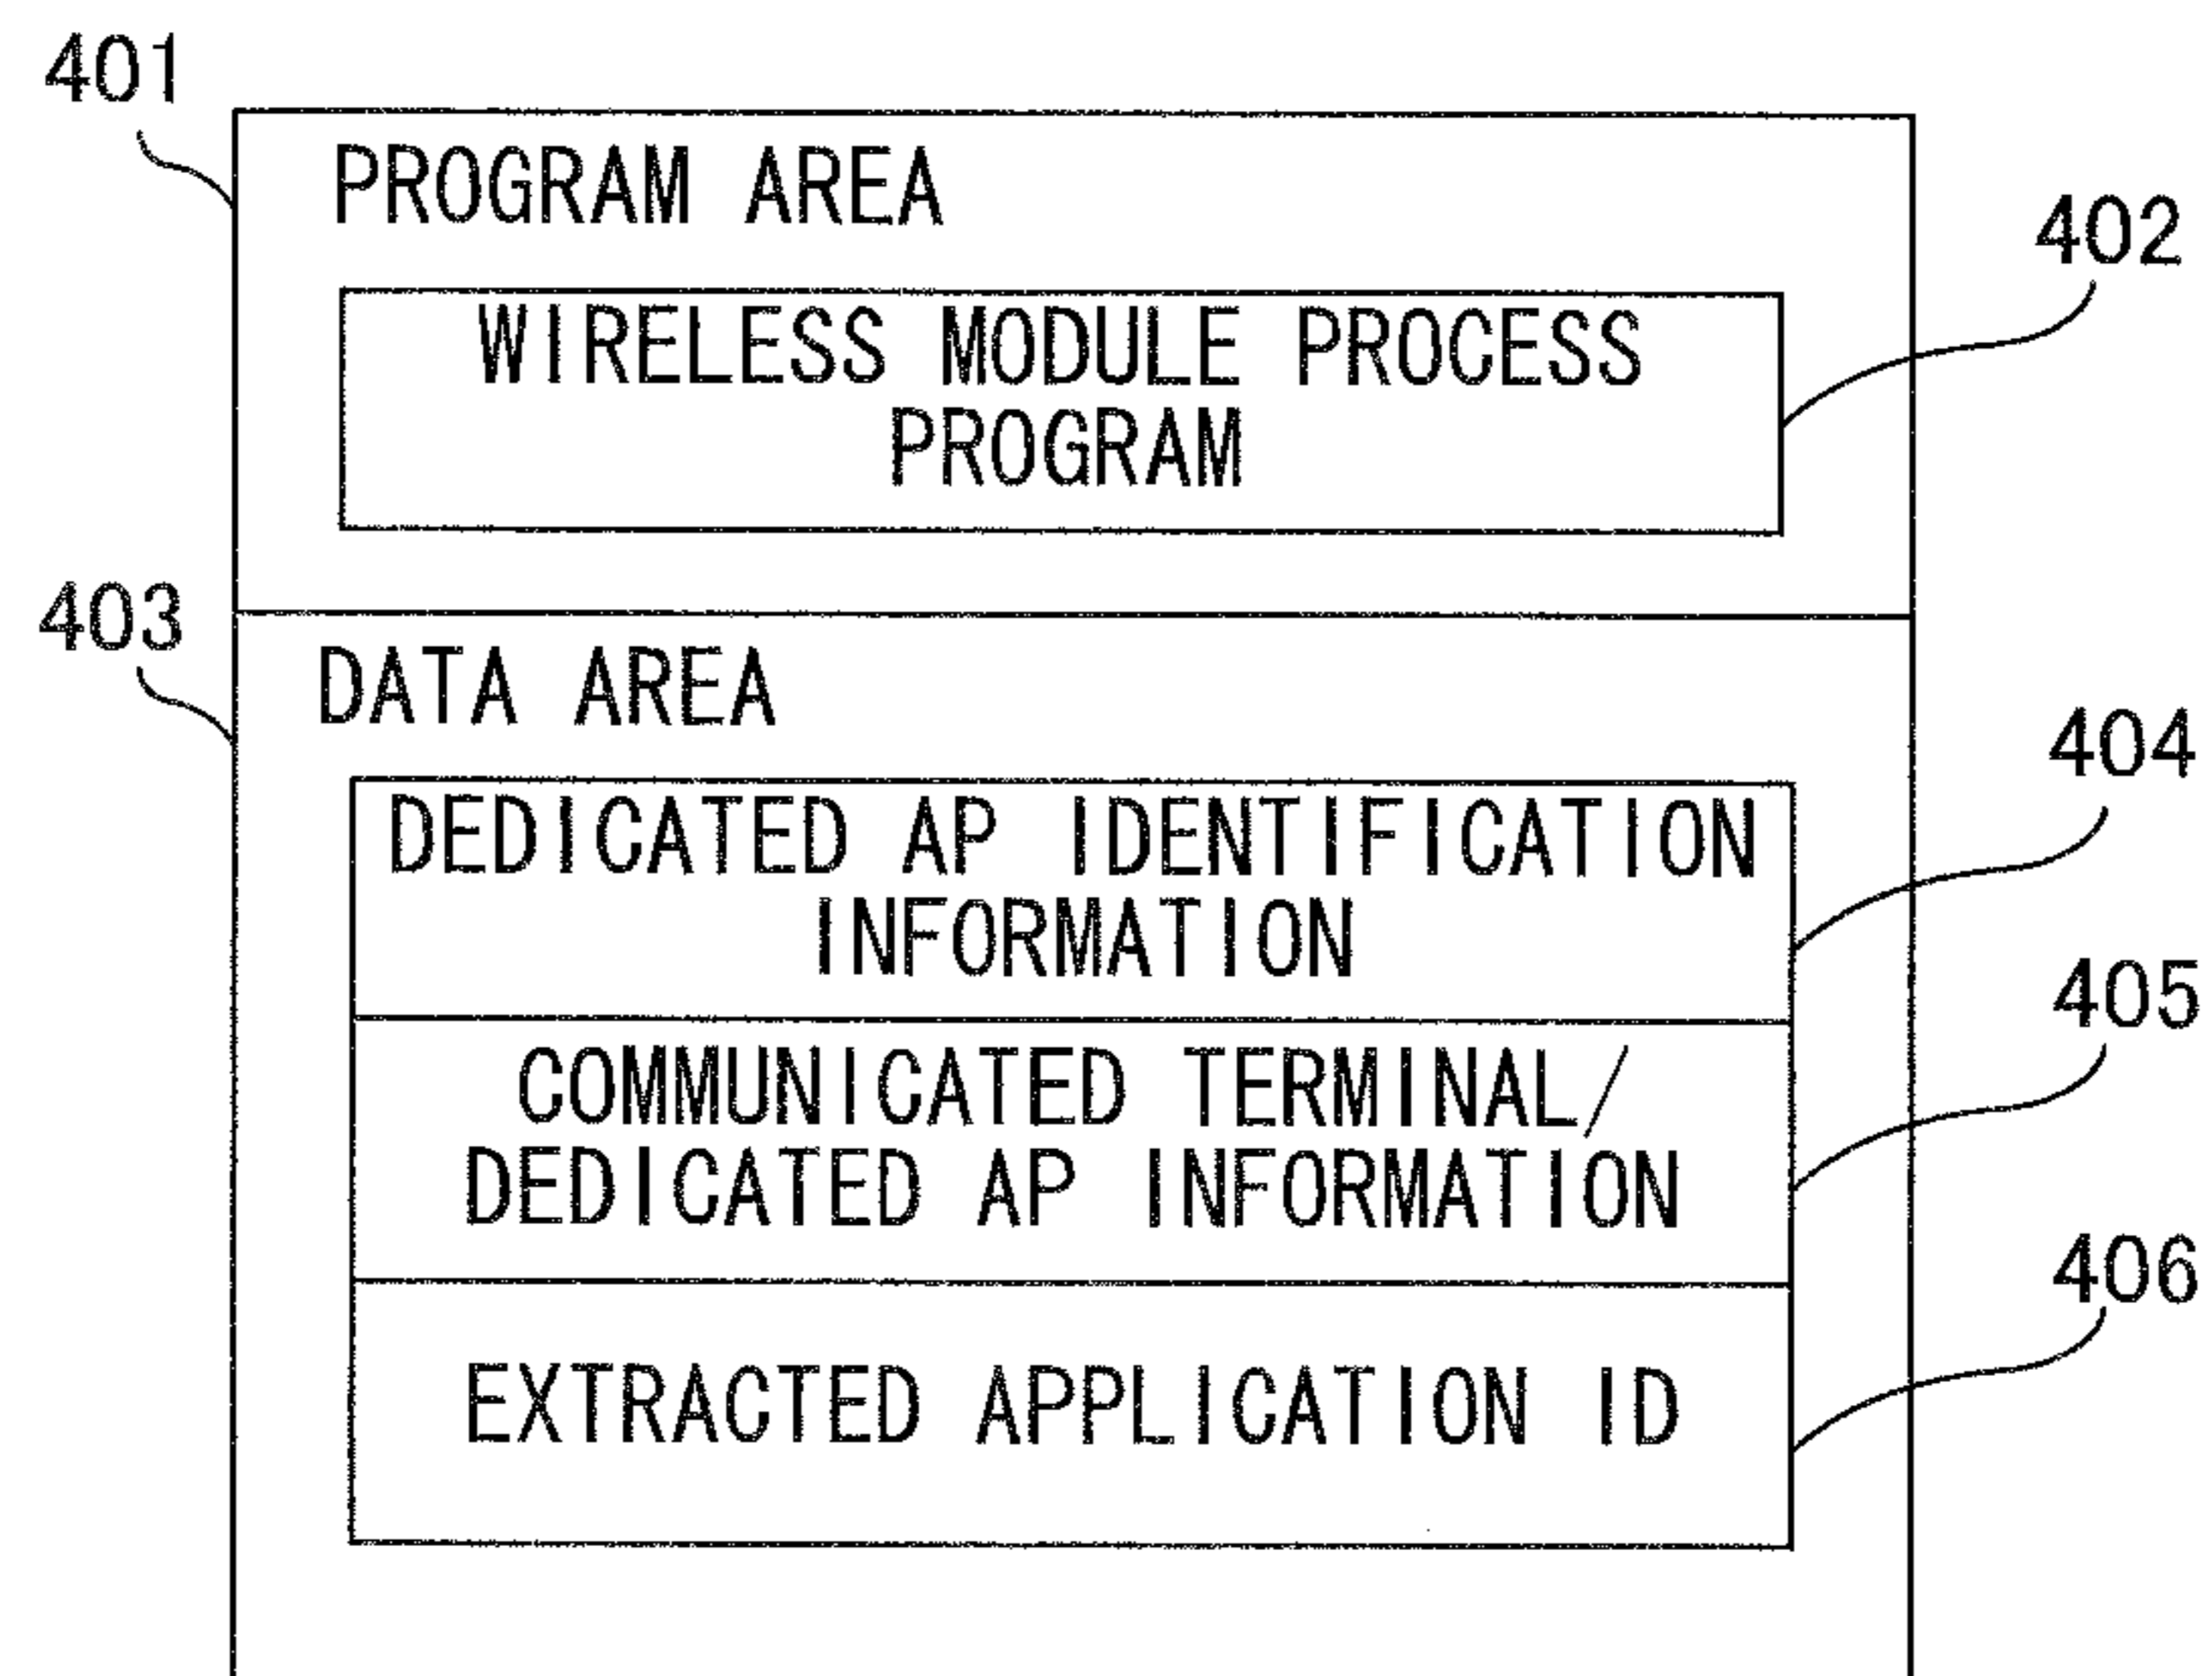 401
PROGRAM AREA
402
WIRELESS MODULE PROCESS
PROGRAM
403
DATA AREA
404
DEDICATED AP IDENTIFICATION
INFORMATION
405
COMMUNICATED TERMINAL/
DEDICATED AP INFORMATION
406
EXTRACTED APPLICATION ID